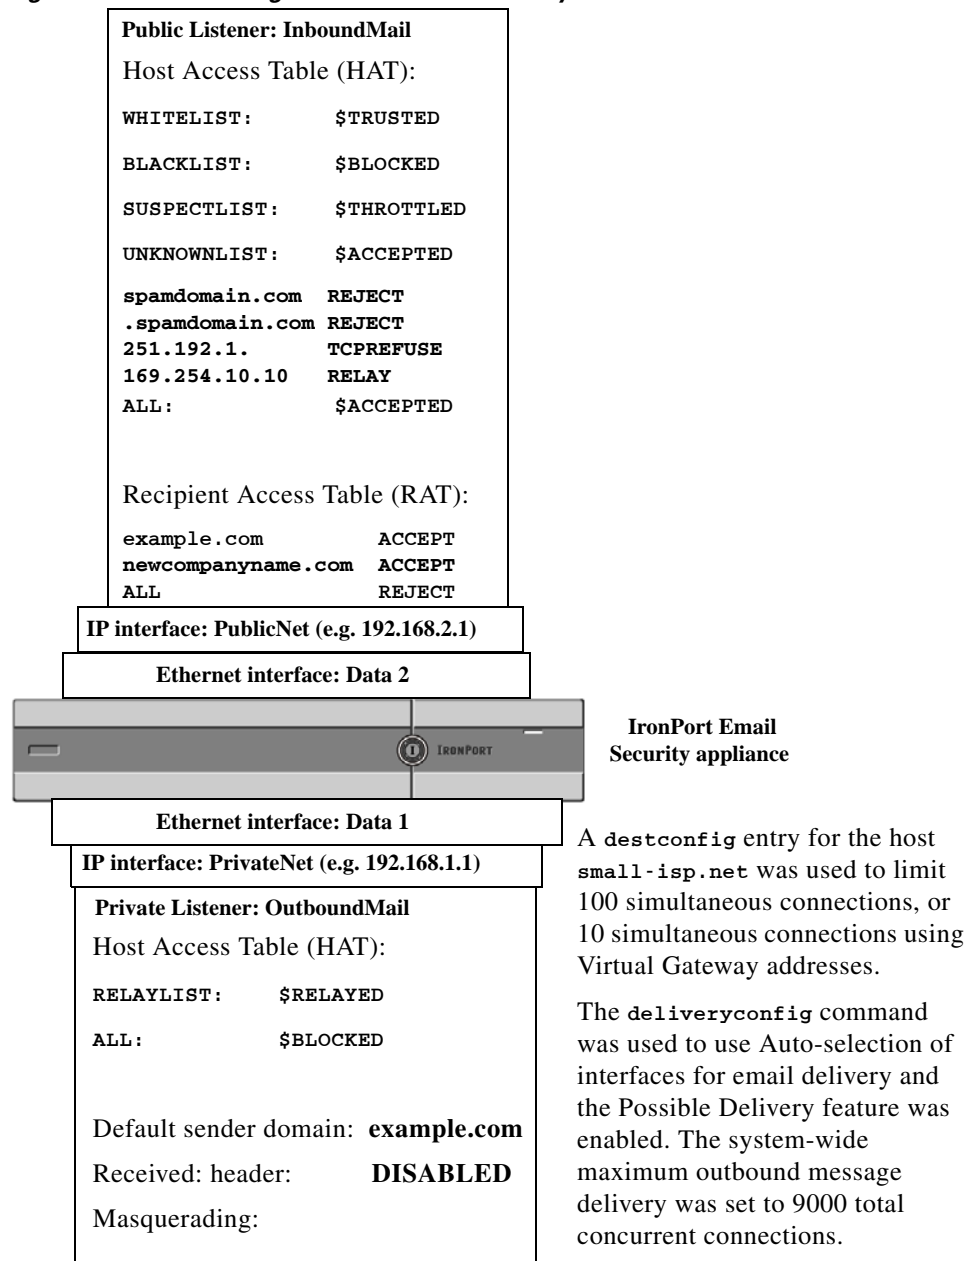 Public Listener: InboundMail
Host Access Table (HAT):
WHITELIST: $TRUSTED
BLACKLIST: $BLOCKED
SUSPECTLIST: $THROTTLED
UNKNOWNLIST: $ACCEPTED
spamdomain.com REJECT
.spamdomain.com REJECT
251.192.1. TCPREFUSE
169.254.10.10 RELAY
ALL: $ACCEPTED
Recipient Access Table (RAT):
example.com ACCEPT
newcompanyname.com ACCEPT
ALL REJECT
IP interface: PublicNet (e.g. 192.168.2.1)
Ethernet interface: Data 2
IRONPORT
IronPort Email
Security appliance
Ethernet interface: Data 1
IP interface: PrivateNet (e.g. 192.168.1.1)
Private Listener: OutboundMail
Host Access Table (HAT):
RELAYLIST: $RELAYED
ALL: $BLOCKED
Default sender domain: example.com
Received: header: DISABLED
Masquerading:
A destconfig entry for the host
small-isp.net was used to limit
100 simultaneous connections, or
10 simultaneous connections using
Virtual Gateway addresses.
The deliveryconfig command
was used to use Auto-selection of
interfaces for email delivery and
the Possible Delivery feature was
enabled. The system-wide
maximum outbound message
delivery was set to 9000 total
concurrent connections.